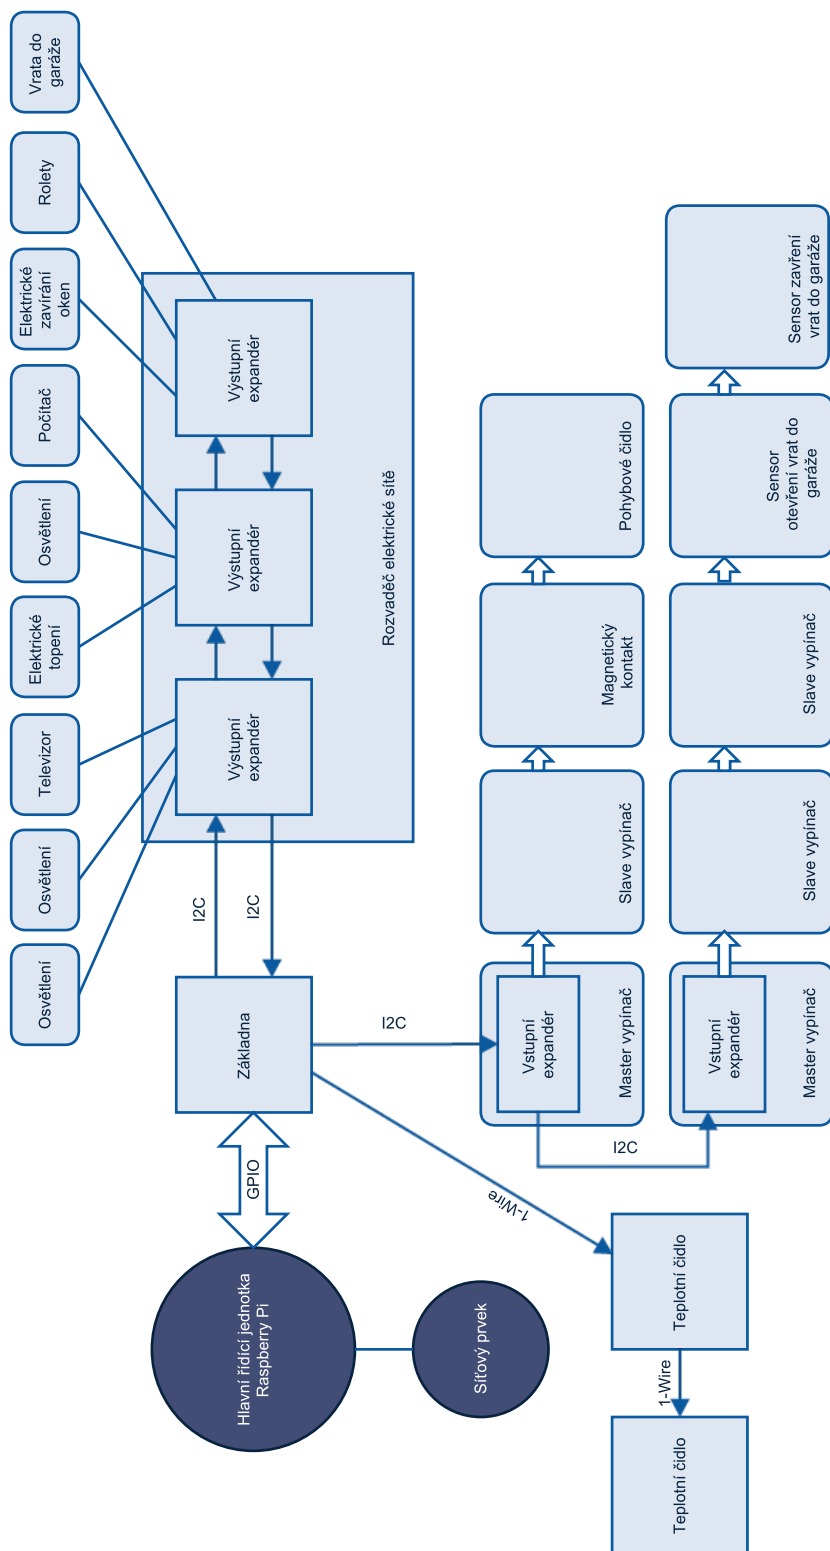 Osvětlení
Osvětlení
Televizor
Elektrické
topení
Osvětlení
Počítač
Elektrické
zavírání
oken
Rolety
Vrata do
garáže
Hlavní řídící jednotka
Raspberry Pi
GPIO
Základna
I2C
I2C
Výstupní
expandér
Výstupní
expandér
Výstupní
expandér
Rozvaděč elektrické sítě
Síťový prvek
1-Wire
I2C
Vstupní
expandér
Master vypínač
Slave vypínač
Magnetický
kontakt
Pohybové čidlo
I2C
Vstupní
expandér
Master vypínač
Slave vypínač
Slave vypínač
Sensor
otevření vrat do
garáže
Sensor zavření
vrat do garáže
Teplotní čidlo
1-Wire
Teplotní čidlo